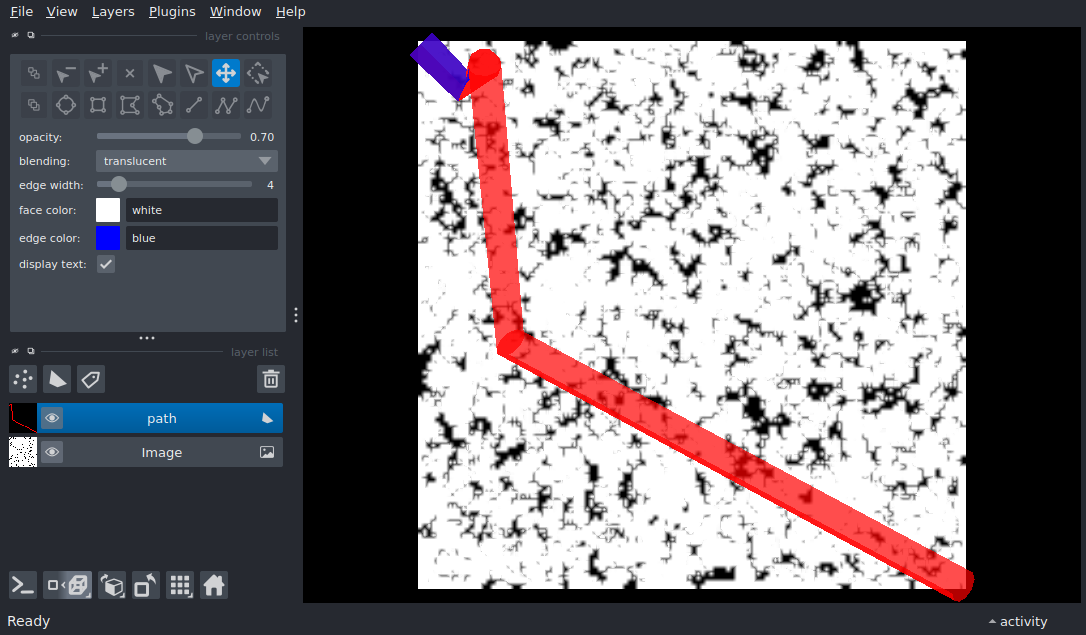 File View Layers Plugins Window Help
layer controls
opacity: 0.70
blending: translucent
edge width: 4
face color: white
edge color: blue
display text:
layer list
path
Image
Ready
activity